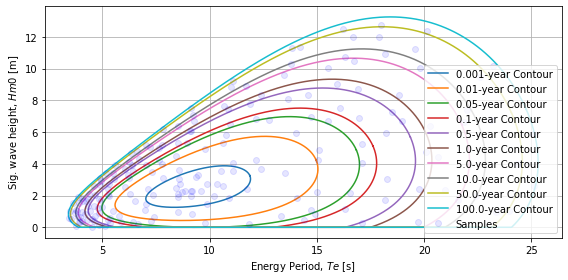 12
10
8
6
4
2
0
Sig. wave height, Hm0 [m]
5
10
15
20
25
Energy Period, Te [s]
0.001-year Contour
0.01-year Contour
0.05-year Contour
0.1-year Contour
0.5-year Contour
1.0-year Contour
5.0-year Contour
10.0-year Contour
50.0-year Contour
100.0-year Contour
Samples